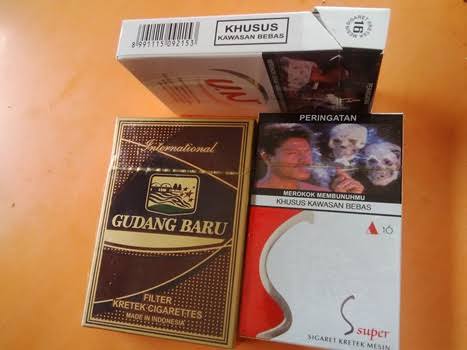 8 991115 092153
KHUSUS
KAWASAN BEBAS
16
UN
International
GUDANG BARU
FILTER
KRETEK CIGARETTES
MADE IN INDONESIA
PERINGATAN
MEROKOK MEMBUNUHMU
KHUSUS KAWASAN BEBAS
A 16
S super
SIGARET KRETEK MESIN